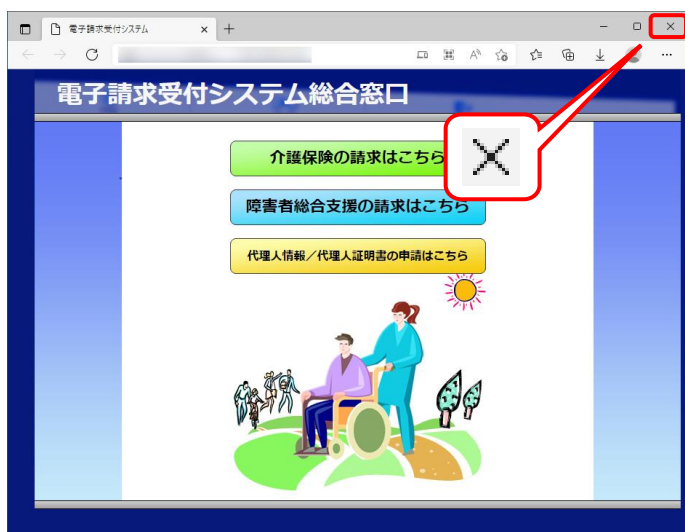 電子請求受付システム
電子請求受付システム総合窓口
介護保険の請求はこちら
障害者総合支援の請求はこちら
代理人情報／代理人証明書の申請はこちら